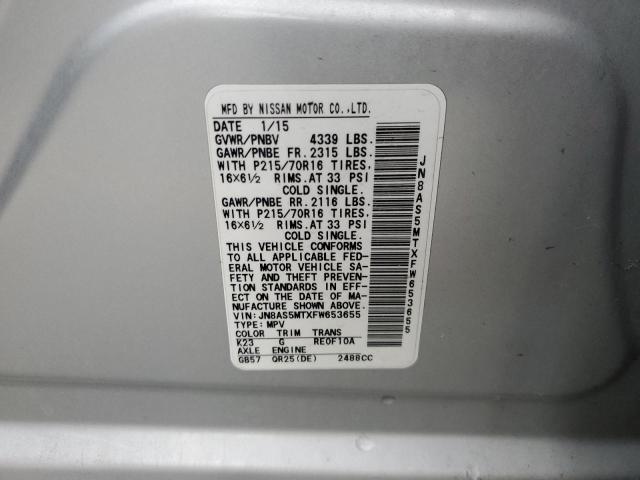 MFD BY NISSAN MOTOR CO.,LTD.
DATE 1/15
GVWR/PNBV 4339 LBS.
GAWR/PNBE FR. 2315 LBS.
WITH P215/70R16 TIRES.
16X6½ RIMS. AT 33 PSI
COLD SINGLE.
GAWR/PNBE RR. 2116 LBS.
WITH P215/70R16 TIRES.
16X6½ RIMS. AT 33 PSI
COLD SINGLE.
THIS VEHICLE CONFORMS
TO ALL APPLICABLE FED-
ERAL MOTOR VEHICLE SA-
FETY AND THEFT PREVEN-
TION STANDARDS IN EFF-
ECT ON THE DATE OF MA-
NUFACTURE SHOWN ABOVE.
VIN: JN8AS5MTXFW653655
TYPE: MPV
COLOR TRIM TRANS
K23 G RE0F10A
AXLE ENGINE
GB57 QR25(DE) 2488CC
JN8AS5MTXFW653655